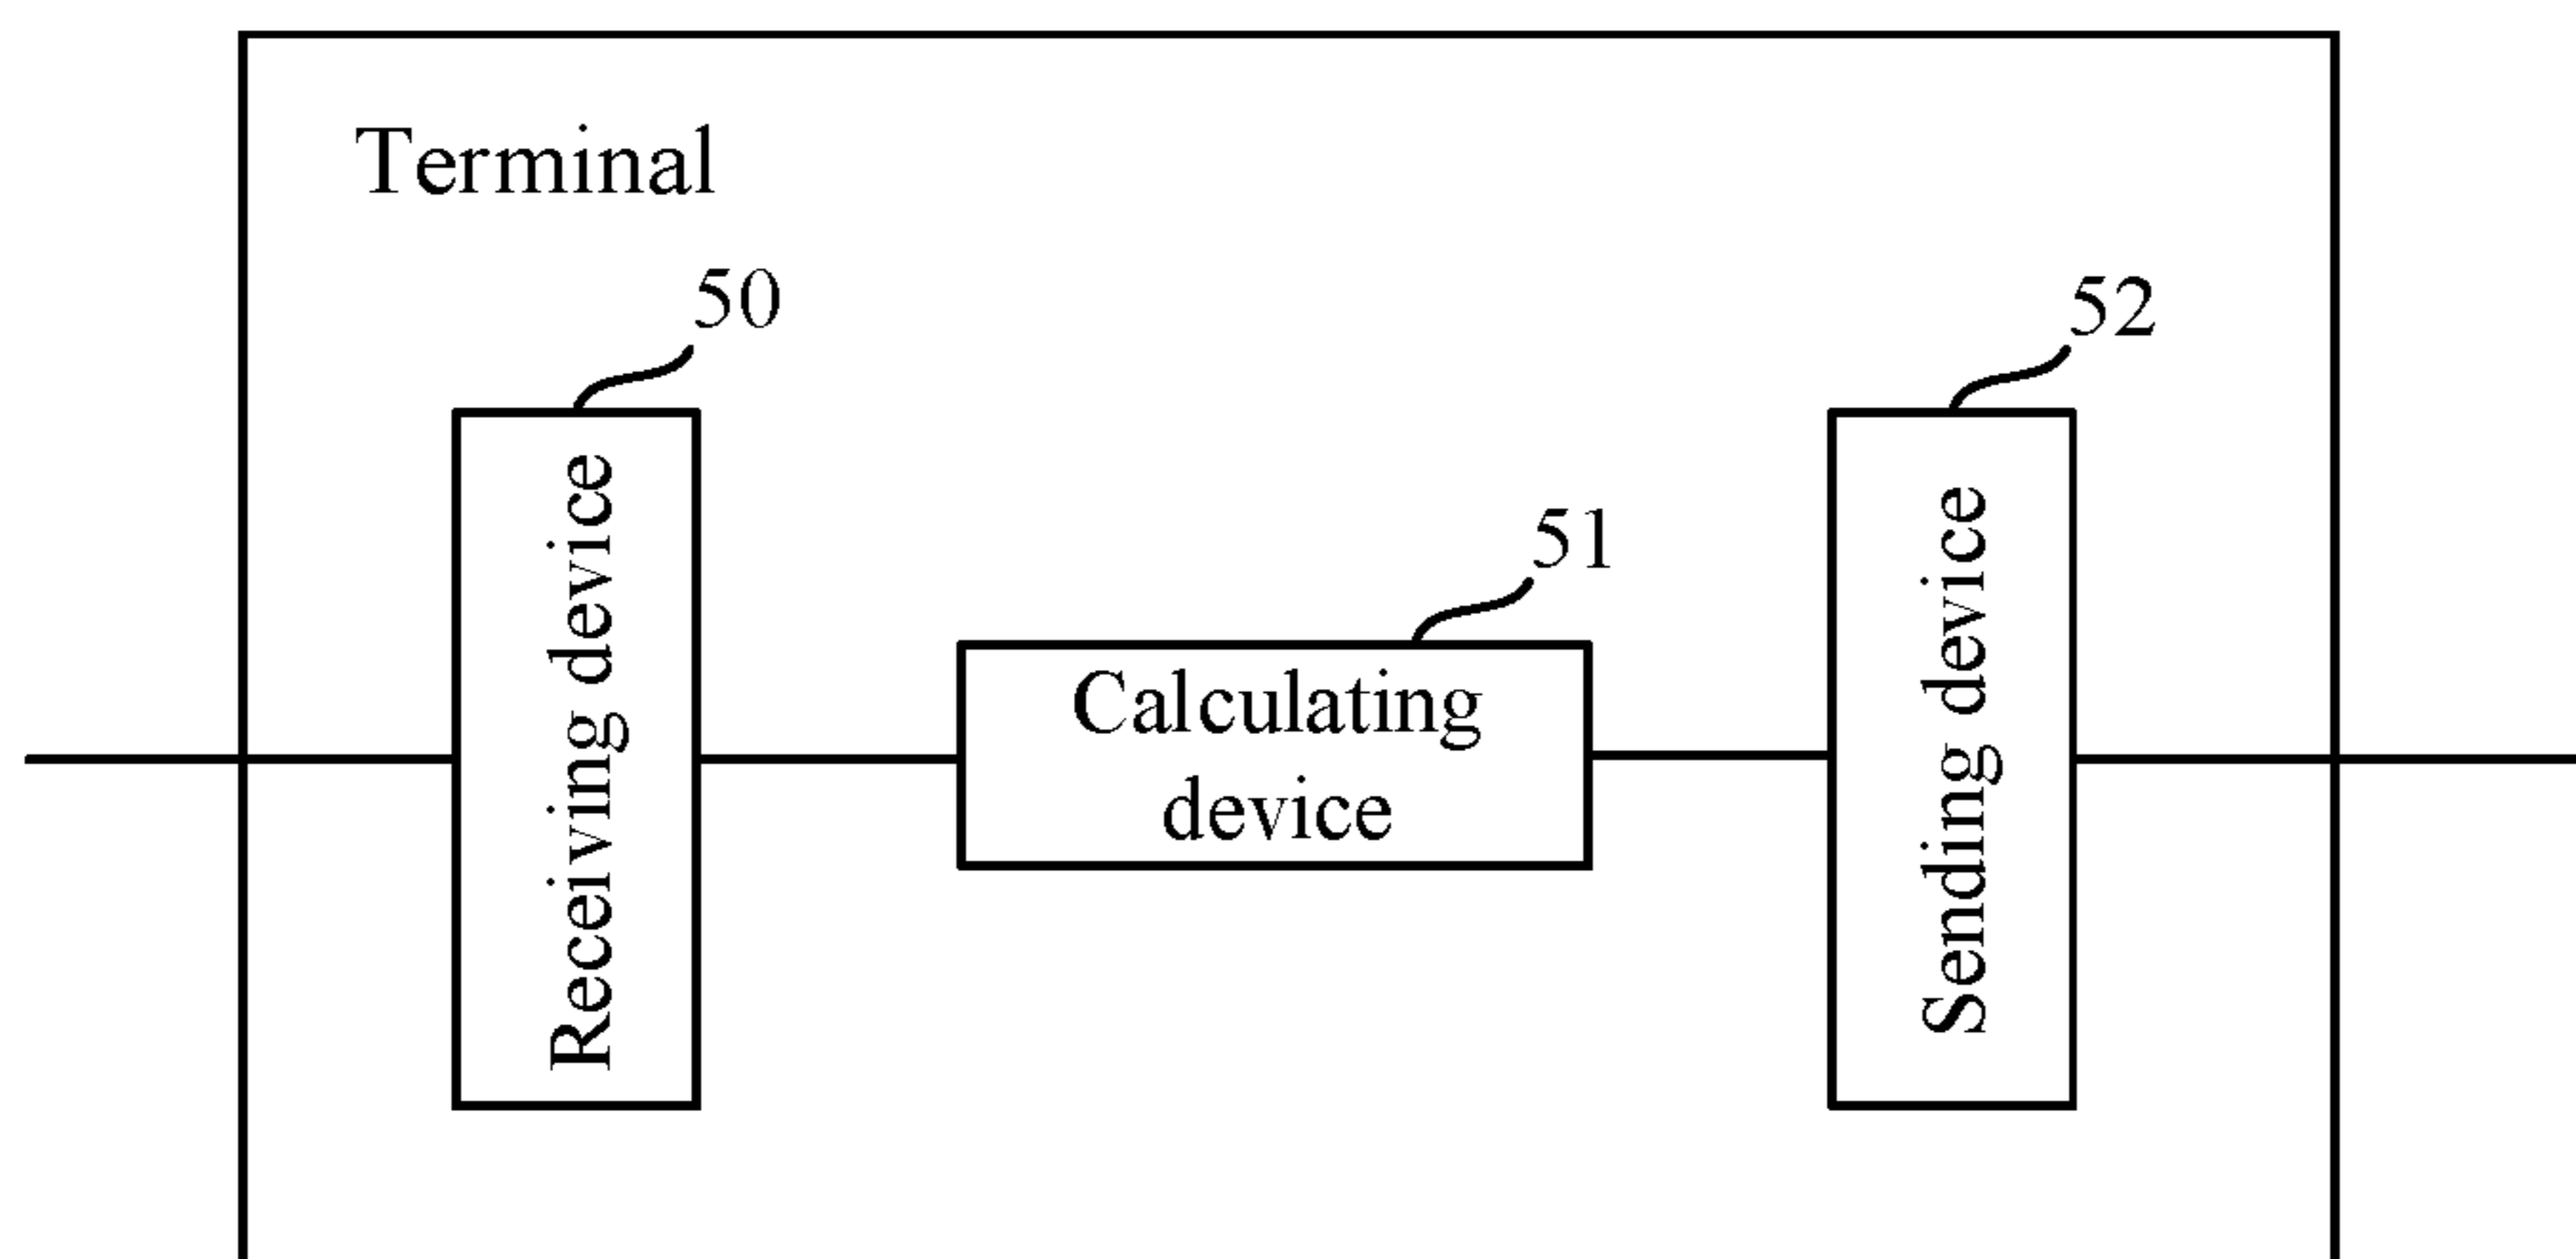 Terminal
50
52
51
Receiving device
Calculating
device
Sending device